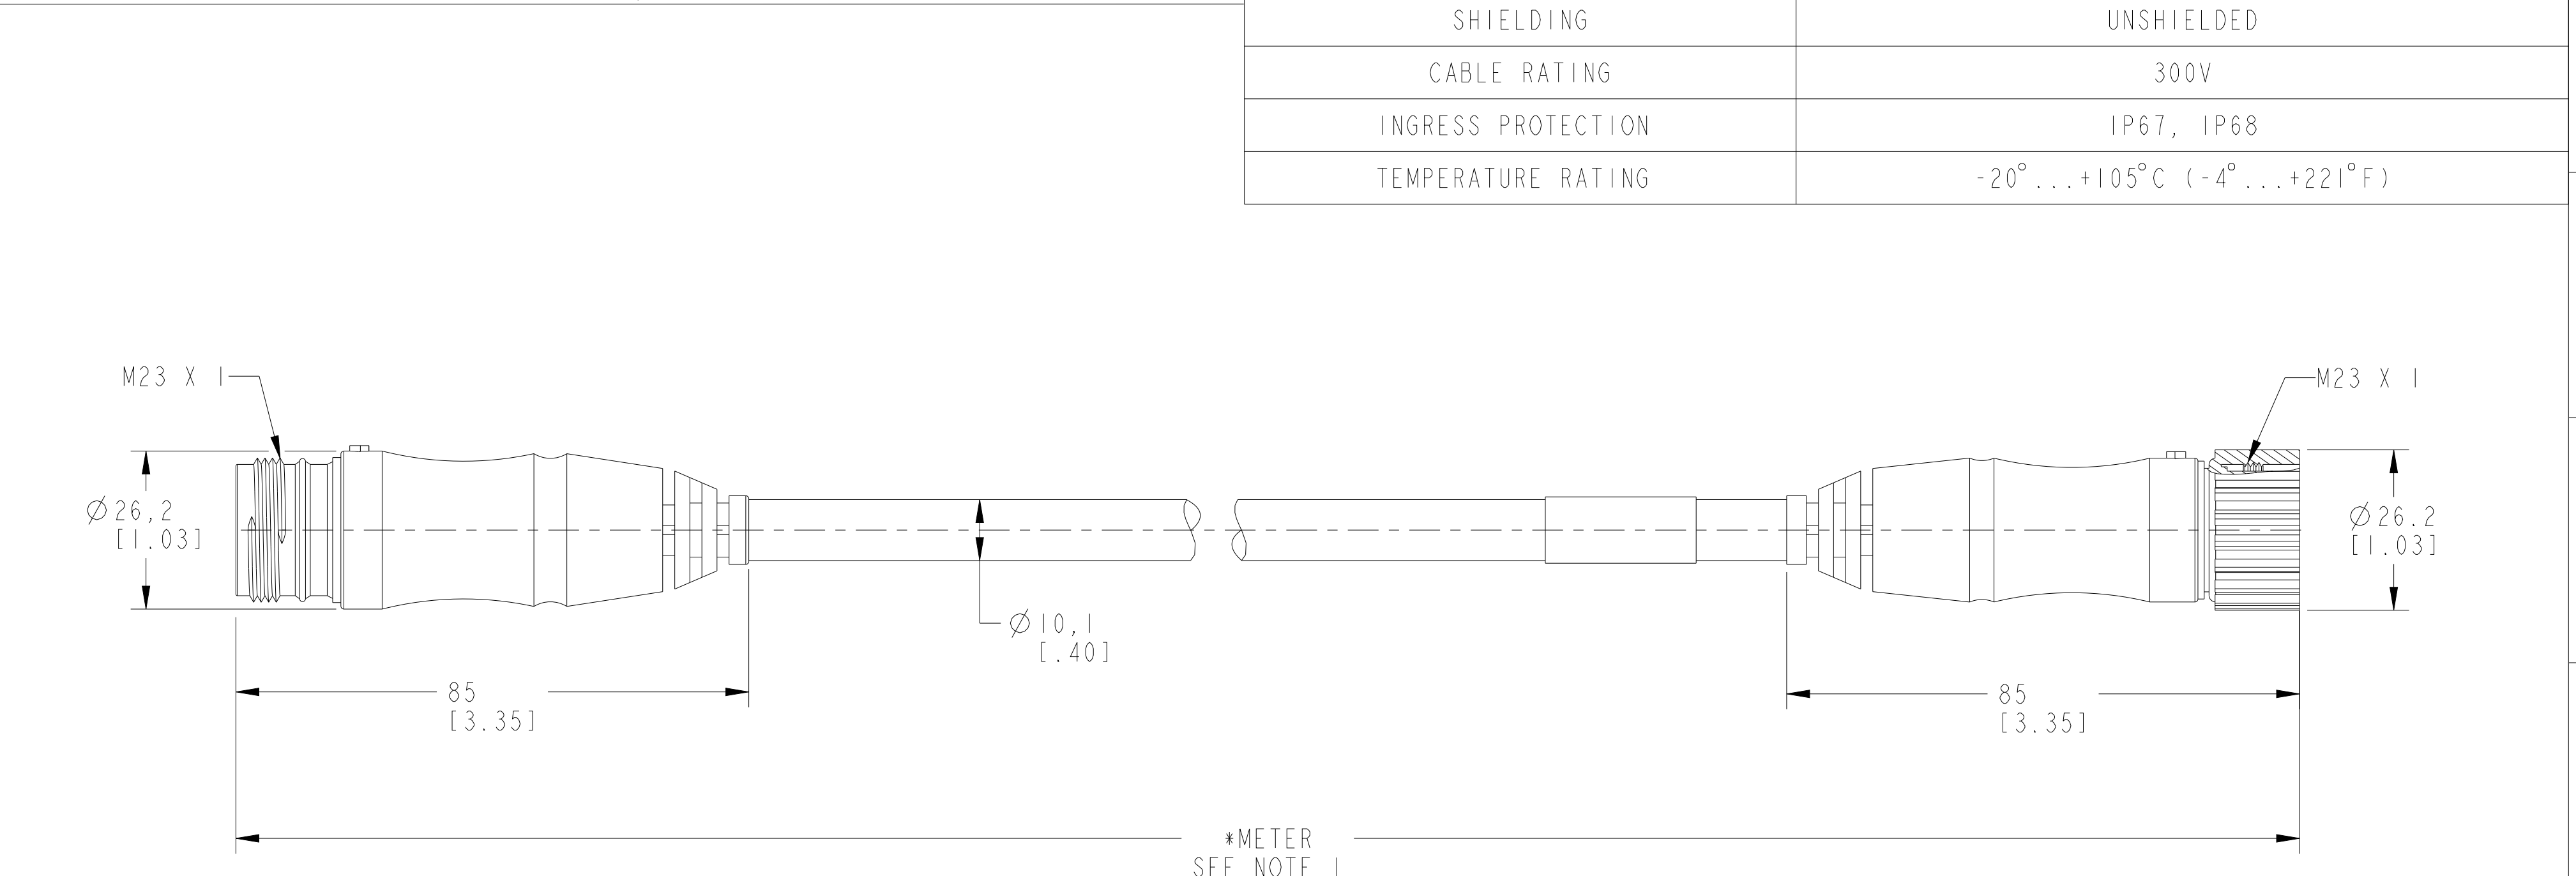 SHIELDING UNSHIELDED
CABLE RATING 300V
INGRESS PROTECTION IP67, IP68
TEMPERATURE RATING -20°...+105°C (-4°...+221°F)
M23 X 1
M23 X 1
Ø26,2
[1.03]
Ø26.2
[1.03]
Ø10,1
[.40]
85
[3.35]
85
[3.35]
*METER
SEE NOTE 1